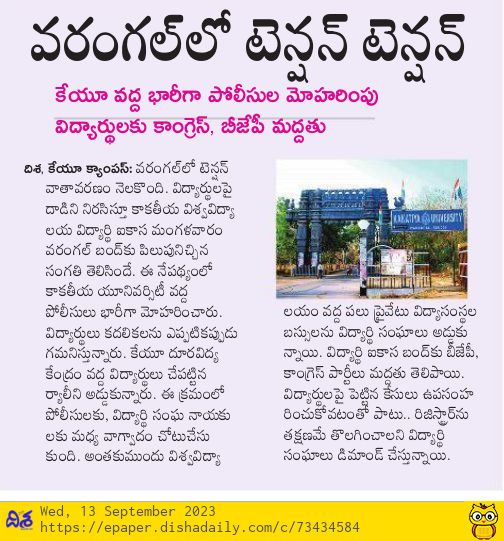 వరంగల్‌లో టెన్షన్ టెన్షన్
కేయూ వద్ద భారీగా పోలీసుల మోహరింపు
విద్యార్థులకు కాంగ్రెస్, బీజేపీ మద్దతు
దిశ, కేయూ క్యాంపస్: వరంగల్‌లో టెన్షన్
వాతావరణం నెలకొంది. విద్యార్థులపై
దాడిని నిరసిస్తూ కాకతీయ విశ్వవిద్యా
లయ విద్యార్థి ఐకాస మంగళవారం
వరంగల్ బంద్‌కు పిలుపునిచ్చిన
సంగతి తెలిసిందే. ఈ నేపథ్యంలో
కాకతీయ యూనివర్సిటీ వద్ద
పోలీసులు భారీగా మోహరించారు.
విద్యార్థులు కదలికలను ఎప్పటికప్పుడు
గమనిస్తున్నారు. కేయూ దూరవిద్య
కేంద్రం వద్ద విద్యార్థులు చేపట్టిన
ర్యాలీని అడ్డుకున్నారు. ఈ క్రమంలో
పోలీసులకు, విద్యార్థి సంఘ నాయకు
లకు మధ్య వాగ్వాదం చోటుచేసు
కుంది. అంతకుముందు విశ్వవిద్యా
KAKATIYA UNIVERSITY
లయం వద్ద పలు ప్రైవేటు విద్యాసంస్థల
బస్సులను విద్యార్థి సంఘాలు అడ్డుకు
న్నాయి. విద్యార్థి ఐకాస బంద్‌కు బీజేపీ,
కాంగ్రెస్ పార్టీలు మద్దతు తెలిపాయి.
విద్యార్థులపై పెట్టిన కేసులు ఉపసంహ
రించుకోవటంతో పాటు.. రిజిస్ట్రార్‌ను
తక్షణమే తొలగించాలని విద్యార్థి
సంఘాలు డిమాండ్ చేస్తున్నాయి.
దిశ
Wed, 13 September 2023
https://epaper.dishadaily.com/c/73434584